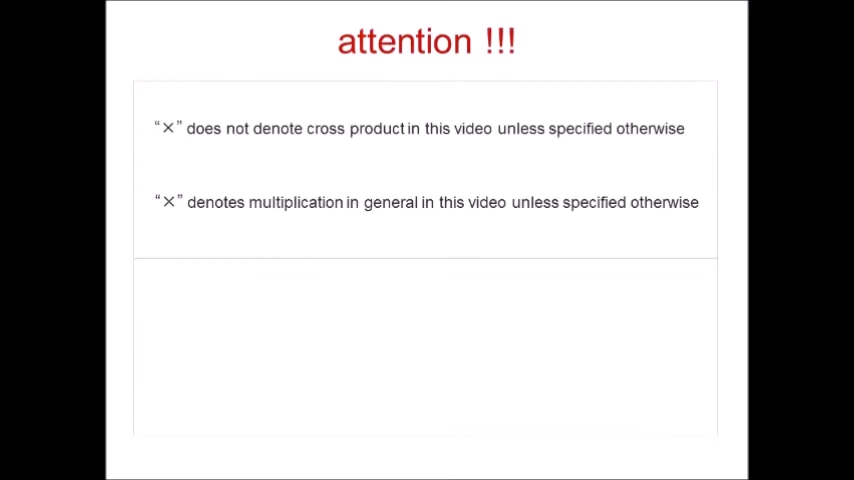 attention !!!
“×” does not denote cross product in this video unless specified otherwise
“×” denotes multiplication in general in this video unless specified otherwise